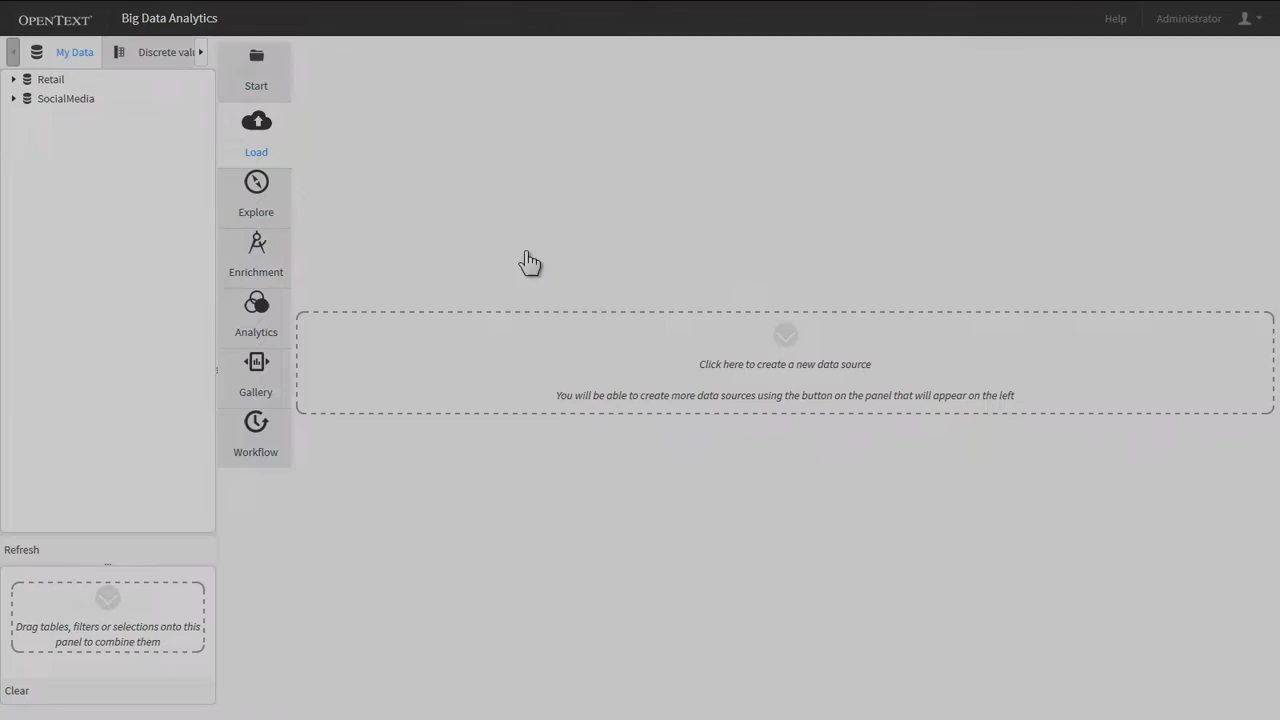 OPENTEXT Big Data Analytics Help Administrator
My Data Discrete valu
Retail
SocialMedia
Start
Load
Explore
Enrichment
Analytics
Gallery
Workflow
Click here to create a new data source
You will be able to create more data sources using the button on the panel that will appear on the left
Refresh
Drag tables, filters or selections onto this
panel to combine them
Clear